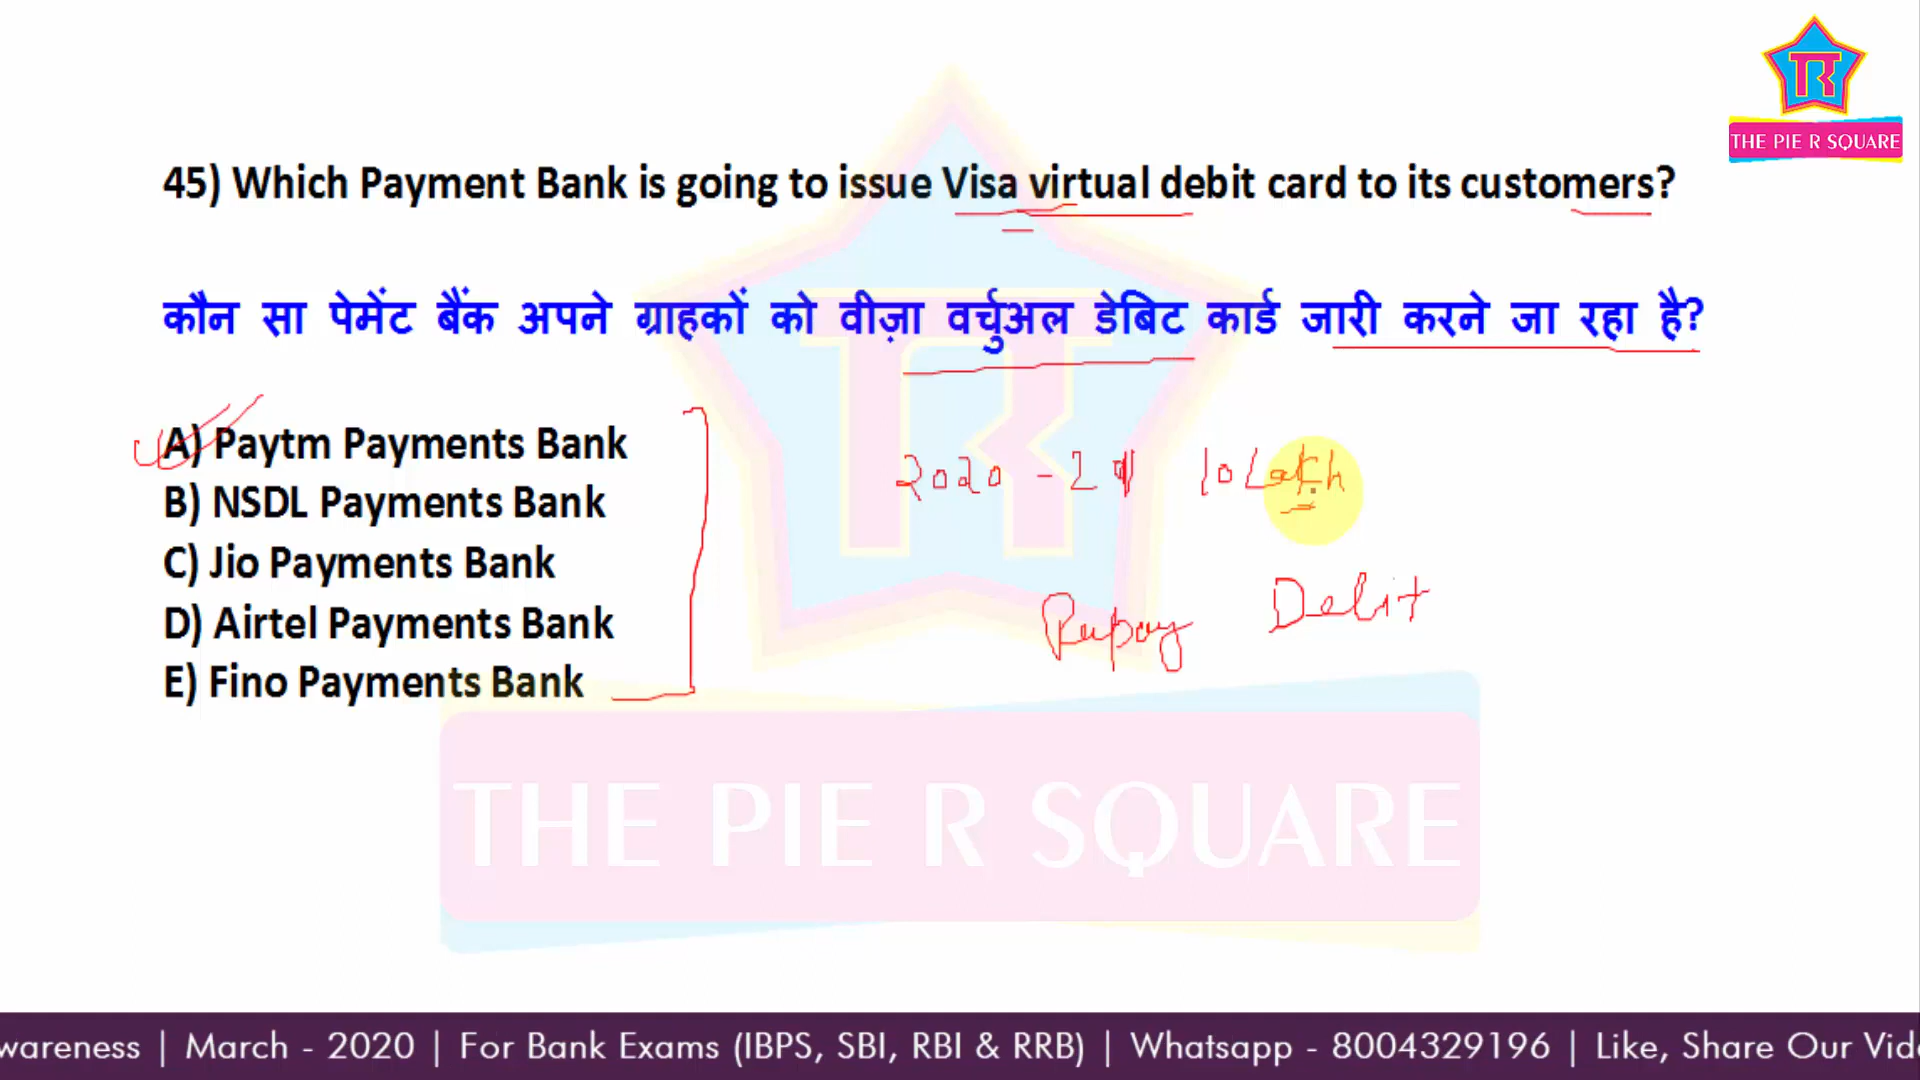 THE PIE R SQUARE
45) Which Payment Bank is going to issue Visa virtual debit card to its customers?
कौन सा पेमेंट बैंक अपने ग्राहकों को वीज़ा वर्चुअल डेबिट कार्ड जारी करने जा रहा है?
A) Paytm Payments Bank
B) NSDL Payments Bank
C) Jio Payments Bank
D) Airtel Payments Bank
E) Fino Payments Bank
2020-21 10 Lakh
Rupay Debit
THE PIE R SQUARE
wareness | March - 2020 | For Bank Exams (IBPS, SBI, RBI & RRB) | Whatsapp - 8004329196 | Like, Share Our Vide